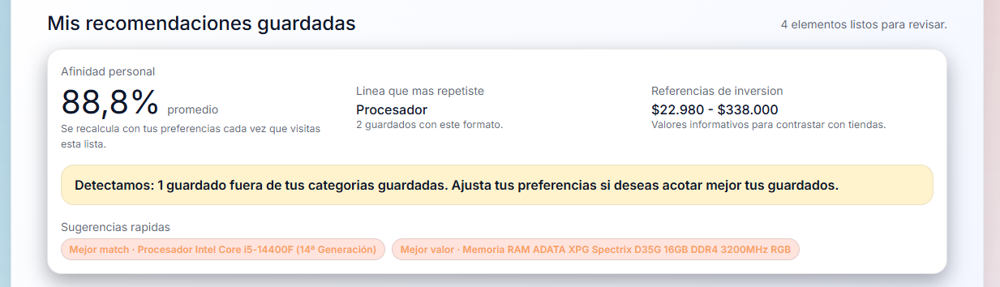 Mis recomendaciones guardadas
4 elementos listos para revisar.
Afinidad personal
88,8% promedio
Se recalcula con tus preferencias cada vez que visitas
esta lista.
Linea que mas repetiste
Procesador
2 guardados con este formato.
Referencias de inversion
$22.980 - $338.000
Valores informativos para contrastar con tiendas.
Detectamos: 1 guardado fuera de tus categorias guardadas. Ajusta tus preferencias si deseas acotar mejor tus guardados.
Sugerencias rapidas
Mejor match · Procesador Intel Core i5-14400F (14ª Generación)
Mejor valor · Memoria RAM ADATA XPG Spectrix D35G 16GB DDR4 3200MHz RGB